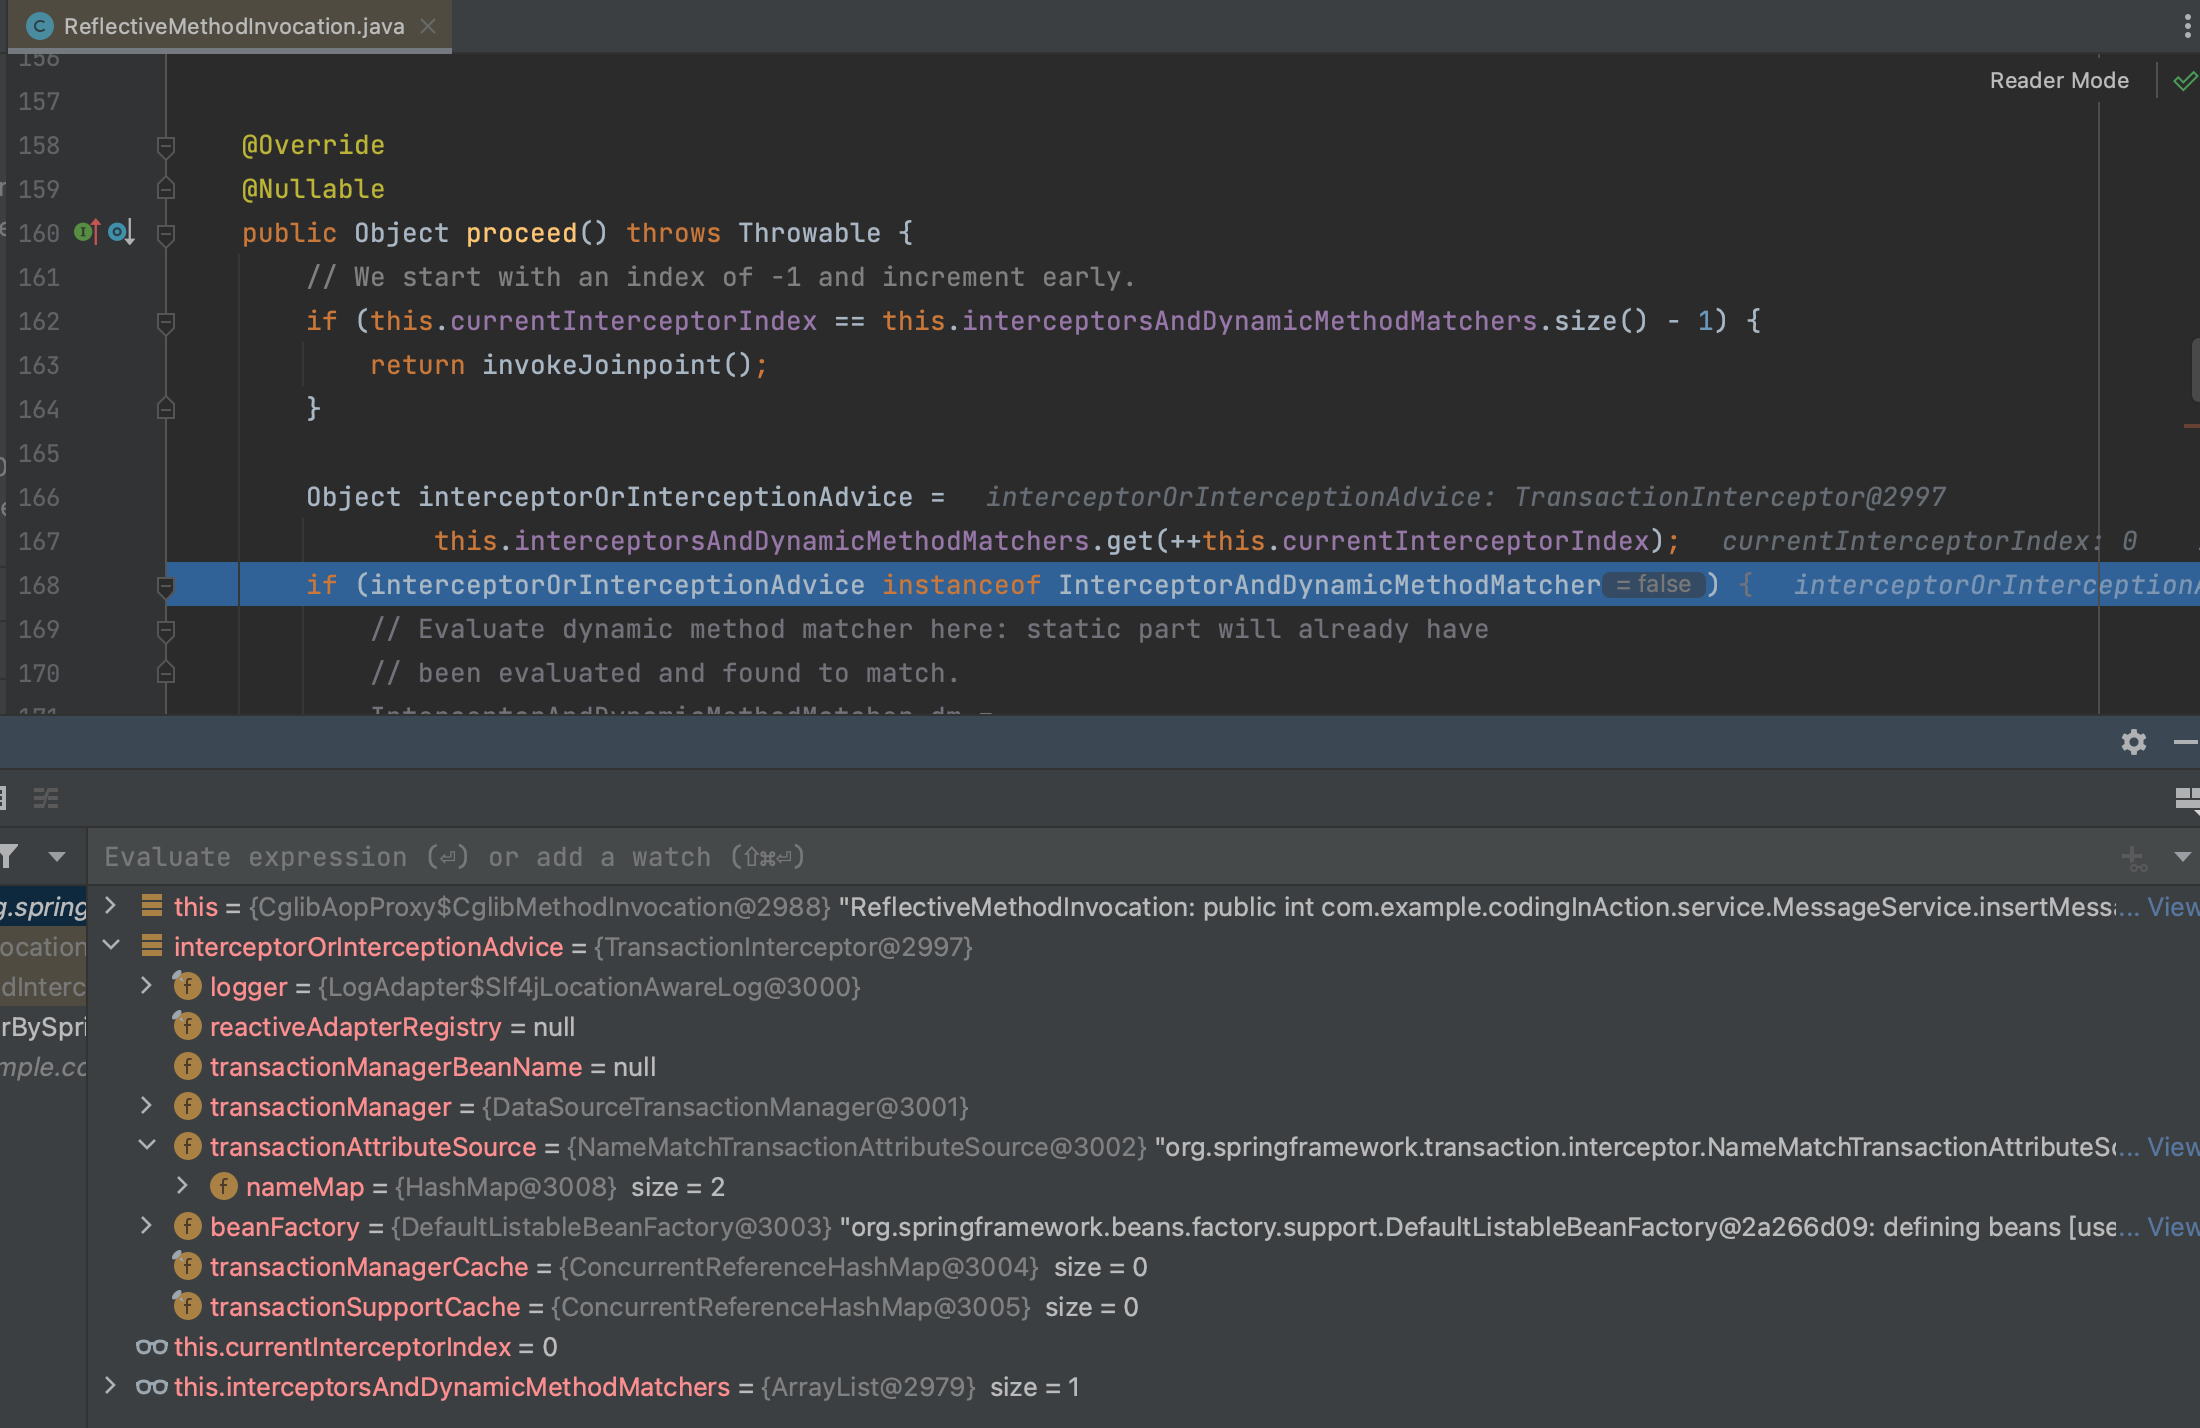 ReflectiveMethodInvocation.java
156
Reader Mode
157
158 @Override
159 @Nullable
160 public Object proceed() throws Throwable {
161 // We start with an index of -1 and increment early.
162 if (this.currentInterceptorIndex == this.interceptorsAndDynamicMethodMatchers.size() - 1) {
163 return invokeJoinpoint();
164 }
165
166 Object interceptorOrInterceptionAdvice = interceptorOrInterceptionAdvice: TransactionInterceptor@2997
167 this.interceptorsAndDynamicMethodMatchers.get(++this.currentInterceptorIndex); currentInterceptorIndex: 0
168 if (interceptorOrInterceptionAdvice instanceof InterceptorAndDynamicMethodMatcher = false ) { interceptorOrInterceptionA
169 // Evaluate dynamic method matcher here: static part will already have
170 // been evaluated and found to match.
171 InterceptorAndDynamicMethodMatcher dm =
Evaluate expression (⏎) or add a watch (⇧⌘⏎)
g.spring this = {CglibAopProxy$CglibMethodInvocation@2988} "ReflectiveMethodInvocation: public int com.example.codingInAction.service.MessageService.insertMessa... View
ocation interceptorOrInterceptionAdvice = {TransactionInterceptor@2997}
dInterc logger = {LogAdapter$Slf4jLocationAwareLog@3000}
rBySpri reactiveAdapterRegistry = null
mple.co transactionManagerBeanName = null
transactionManager = {DataSourceTransactionManager@3001}
transactionAttributeSource = {NameMatchTransactionAttributeSource@3002} "org.springframework.transaction.interceptor.NameMatchTransactionAttributeSo... View
nameMap = {HashMap@3008} size = 2
beanFactory = {DefaultListableBeanFactory@3003} "org.springframework.beans.factory.support.DefaultListableBeanFactory@2a266d09: defining beans [use... View
transactionManagerCache = {ConcurrentReferenceHashMap@3004} size = 0
transactionSupportCache = {ConcurrentReferenceHashMap@3005} size = 0
this.currentInterceptorIndex = 0
this.interceptorsAndDynamicMethodMatchers = {ArrayList@2979} size = 1